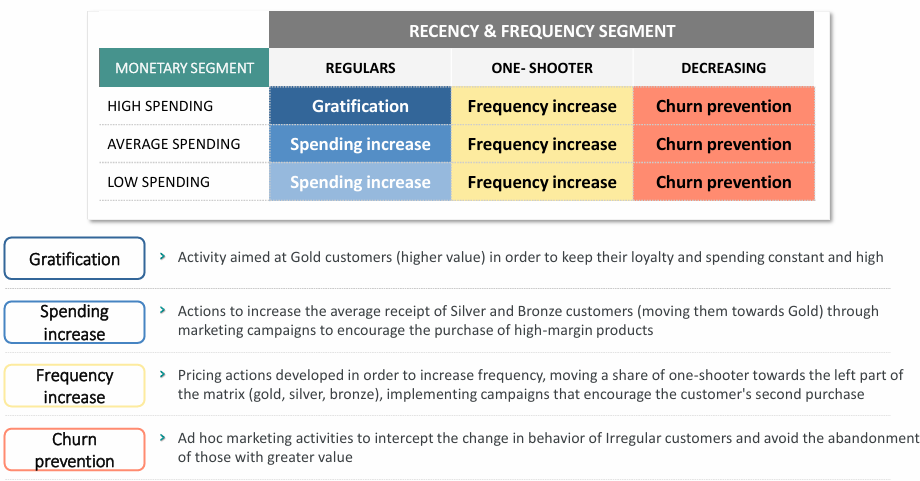 RECENCY & FREQUENCY SEGMENT
MONETARY SEGMENT REGULARS ONE- SHOOTER DECREASING
HIGH SPENDING Gratification Frequency increase Churn prevention
AVERAGE SPENDING Spending increase Frequency increase Churn prevention
LOW SPENDING Spending increase Frequency increase Churn prevention
Gratification
› Activity aimed at Gold customers (higher value) in order to keep their loyalty and spending constant and high
Spending
increase
› Actions to increase the average receipt of Silver and Bronze customers (moving them towards Gold) through
marketing campaigns to encourage the purchase of high-margin products
Frequency
increase
› Pricing actions developed in order to increase frequency, moving a share of one-shooter towards the left part of
the matrix (gold, silver, bronze), implementing campaigns that encourage the customer's second purchase
Churn
prevention
› Ad hoc marketing activities to intercept the change in behavior of Irregular customers and avoid the abandonment
of those with greater value